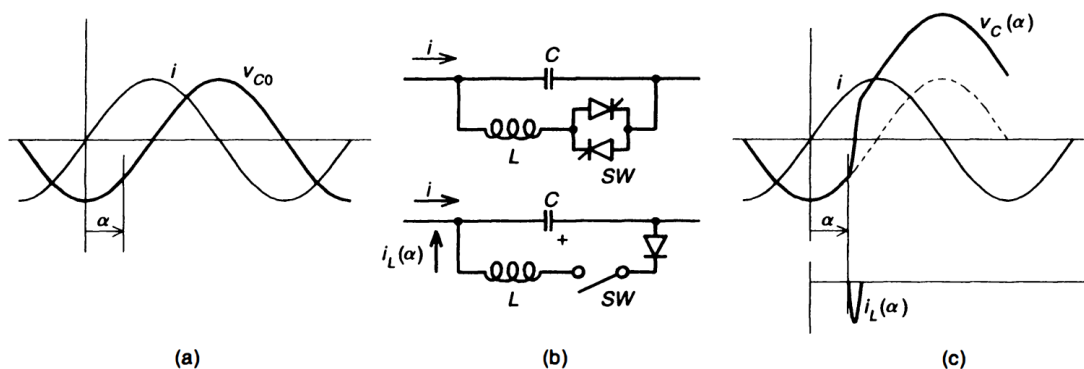 i
v_C0
α
(a)
i
C
L
SW
i
C
+
i_L(α)
L
SW
(b)
v_C(α)
i
α
i_L(α)
(c)